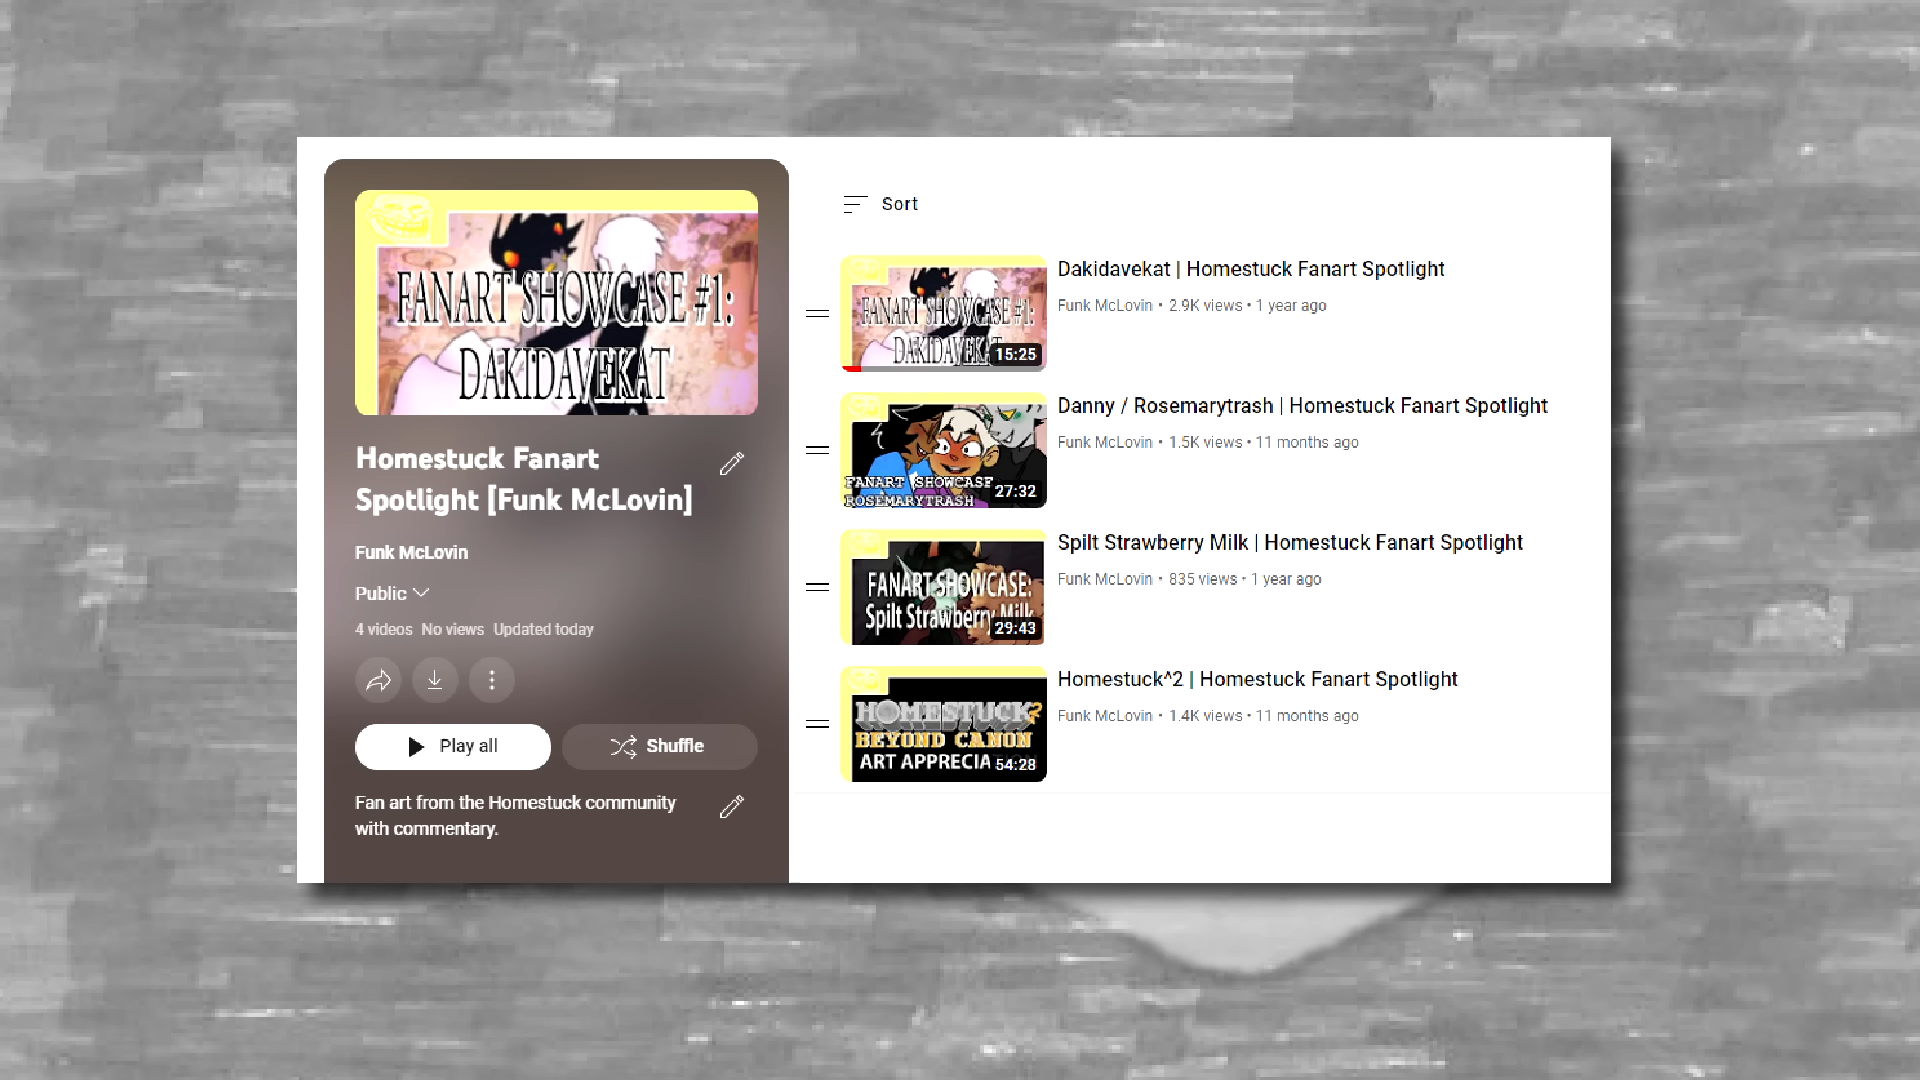 FANART SHOWCASE #1:
DAKIDAVEKAT
Homestuck Fanart
Spotlight [Funk McLovin]
Funk McLovin
Public
4 videos No views Updated today
Play all
Shuffle
Fan art from the Homestuck community
with commentary.
Sort
FANART SHOWCASE #1:
DAKIDAVEKAT
15:25
Dakidavekat | Homestuck Fanart Spotlight
Funk McLovin • 2.9K views • 1 year ago
FANART SHOWCASE
ROSEMARYTRASH
27:32
Danny / Rosemarytrash | Homestuck Fanart Spotlight
Funk McLovin • 1.5K views • 11 months ago
FANART SHOWCASE:
Spilt Strawberry Milk
29:43
Spilt Strawberry Milk | Homestuck Fanart Spotlight
Funk McLovin • 835 views • 1 year ago
HOMESTUCK2
BEYOND CANON
ART APPRECIA
54:28
Homestuck^2 | Homestuck Fanart Spotlight
Funk McLovin • 1.4K views • 11 months ago